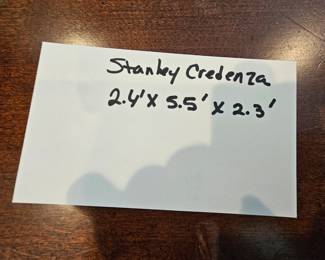 Stanley Credenza
2.4' x 5.5' x 2.3'